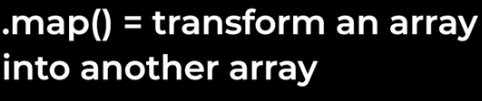 .map() = transform an array
into another array